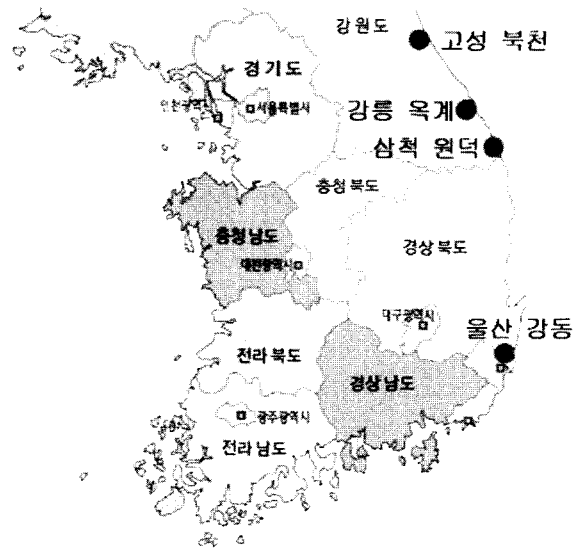 강원도
고성 북천
경기도
인천광역시
서울특별시
강릉 옥계
삼척 원덕
충청북도
충청남도
경상북도
대전광역시
대구광역시
울산 강동
전라북도
경상남도
광주광역시
전라남도